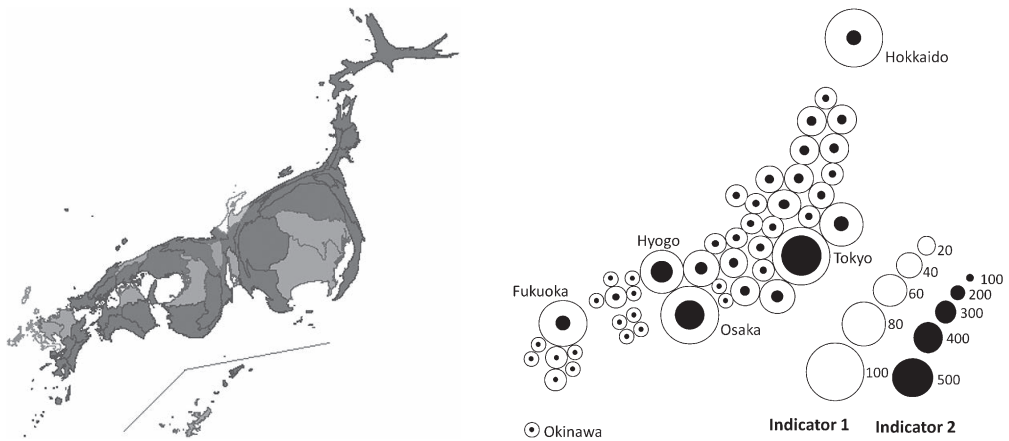 Hokkaido
Hyogo
Tokyo
Fukuoka
Osaka
20
40
60
80
100
100
200
300
400
500
Indicator 1
Indicator 2
Okinawa